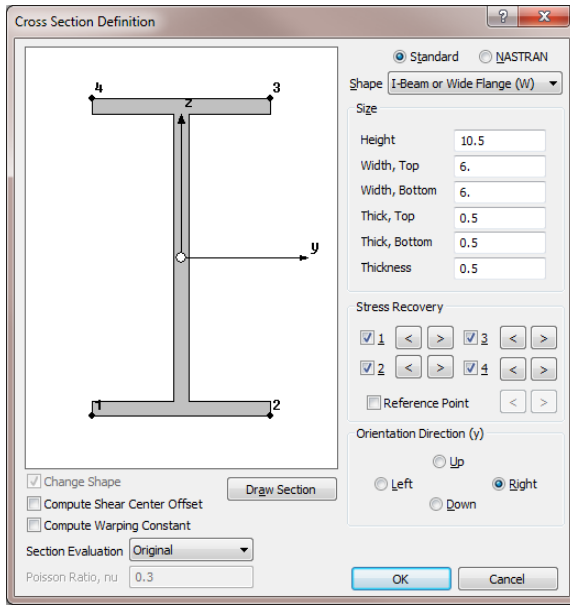 Cross Section Definition
Standard NASTRAN
Shape I-Beam or Wide Flange (W)
Size
Height 10.5
Width, Top 6.
Width, Bottom 6.
Thick, Top 0.5
Thick, Bottom 0.5
Thickness 0.5
4 3
z
y
1 2
Stress Recovery
1 < > 3 < >
2 < > 4 < >
Reference Point < >
Orientation Direction (y)
Up
Left Right
Down
Change Shape
Compute Shear Center Offset
Draw Section
Compute Warping Constant
Section Evaluation Original
Poisson Ratio, nu 0.3
OK Cancel